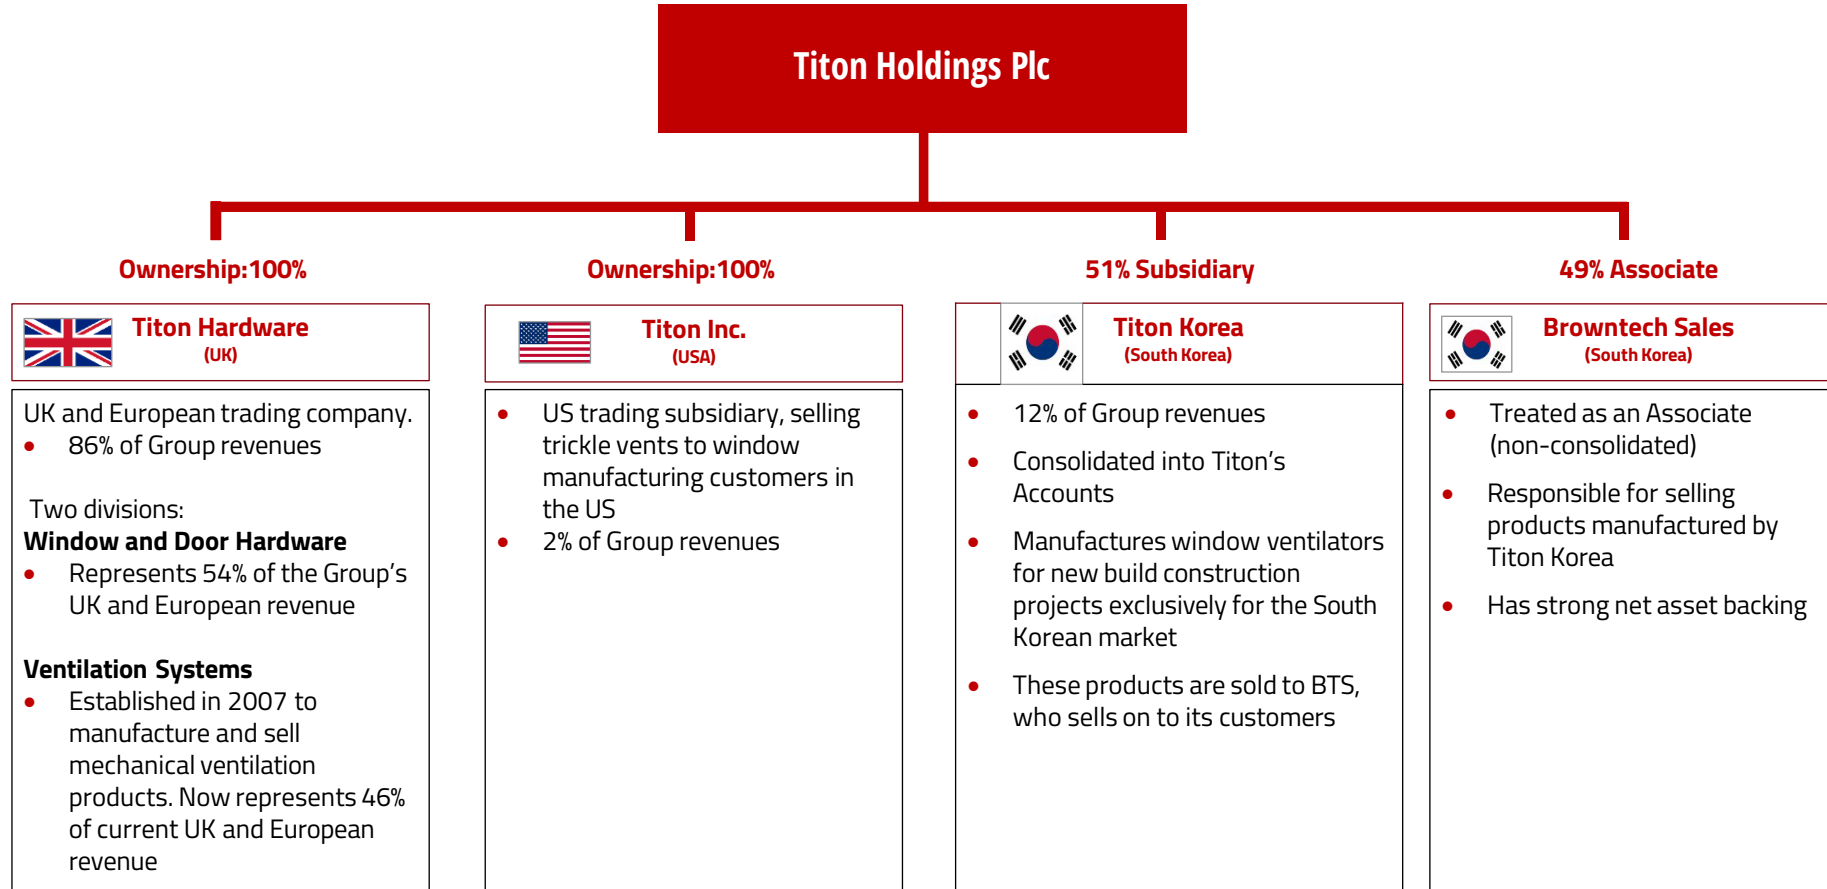 Titon Holdings Plc
Ownership:100%
Titon Hardware
(UK)
UK and European trading company.
• 86% of Group revenues
Two divisions:
Window and Door Hardware
• Represents 54% of the Group's
UK and European revenue
Ventilation Systems
• Established in 2007 to
manufacture and sell
mechanical ventilation
products. Now represents 46%
of current UK and European
revenue
Ownership:100%
Titon Inc.
(USA)
• US trading subsidiary, selling
trickle vents to window
manufacturing customers in
the US
• 2% of Group revenues
51% Subsidiary
Titon Korea
(South Korea)
• 12% of Group revenues
• Consolidated into Titon's
Accounts
• Manufactures window ventilators
for new build construction
projects exclusively for the South
Korean market
• These products are sold to BTS,
who sells on to its customers
49% Associate
Browntech Sales
(South Korea)
• Treated as an Associate
(non-consolidated)
• Responsible for selling
products manufactured by
Titon Korea
• Has strong net asset backing